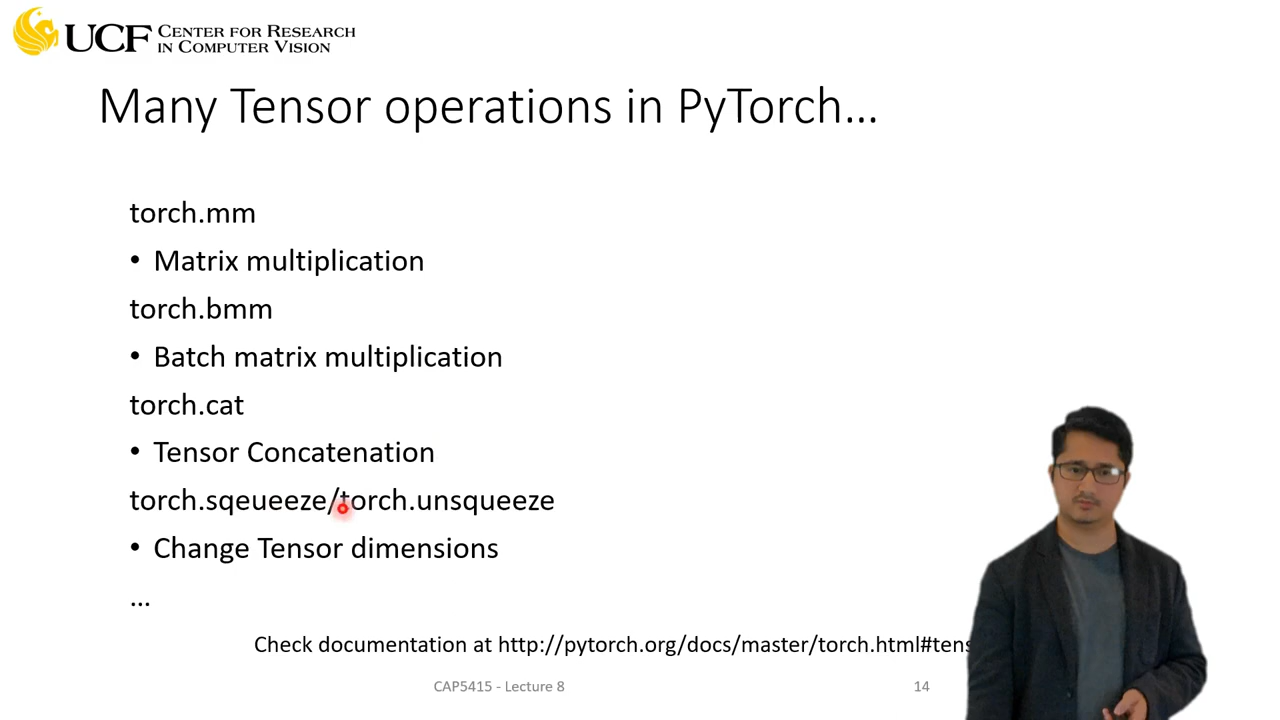 UCF CENTER FOR RESEARCH
IN COMPUTER VISION
Many Tensor operations in PyTorch...
torch.mm
• Matrix multiplication
torch.bmm
• Batch matrix multiplication
torch.cat
• Tensor Concatenation
torch.sqeueeze/torch.unsqueeze
• Change Tensor dimensions
...
Check documentation at http://pytorch.org/docs/master/torch.html#tens
CAP5415 - Lecture 8
14